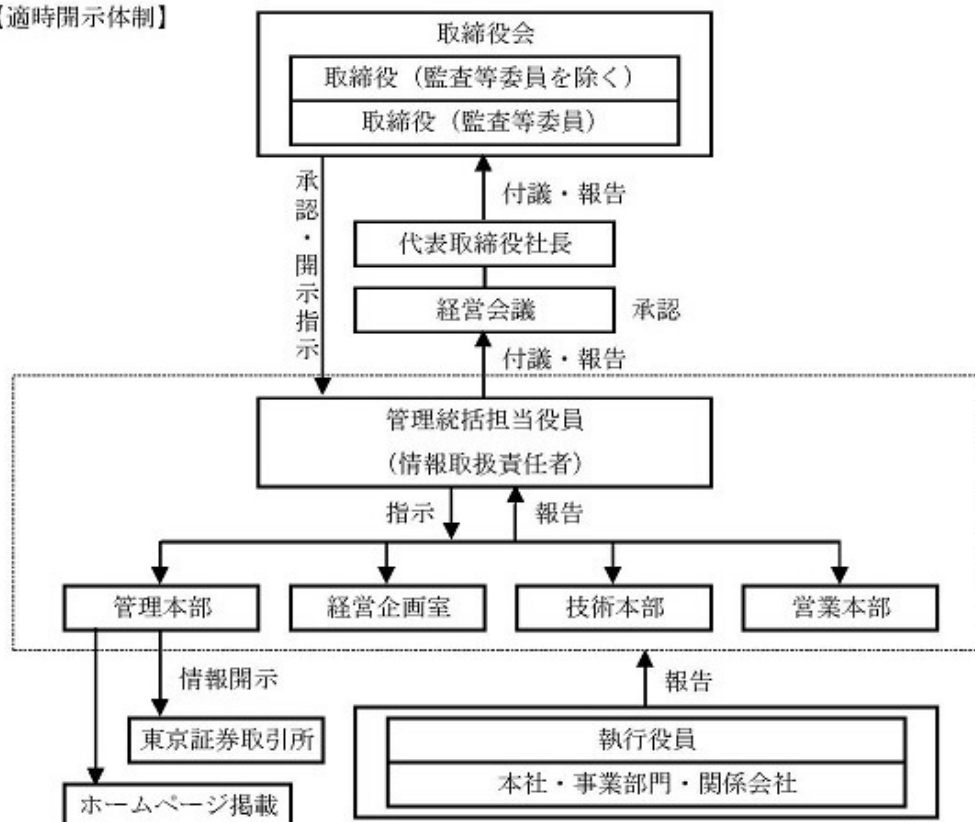 【適時開示体制】
取締役会
取締役（監査等委員を除く）
取締役（監査等委員）
承認・開示指示
付議・報告
代表取締役社長
経営会議
承認
付議・報告
管理統括担当役員
（情報取扱責任者）
指示
報告
管理本部
経営企画室
技術本部
営業本部
情報開示
報告
東京証券取引所
執行役員
本社・事業部門・関係会社
ホームページ掲載